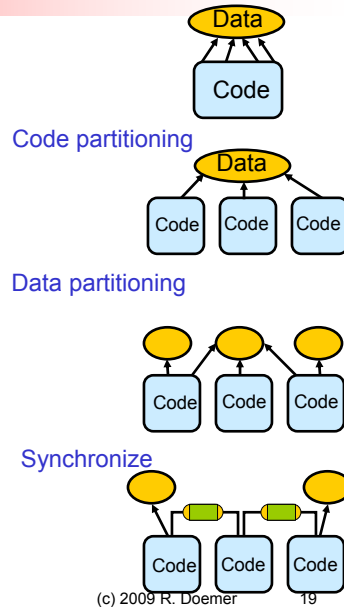 Data
Code
Code partitioning
Data
Code Code Code
Data partitioning
Code Code Code
Synchronize
Code Code Code
(c) 2009 R. Doemer 19